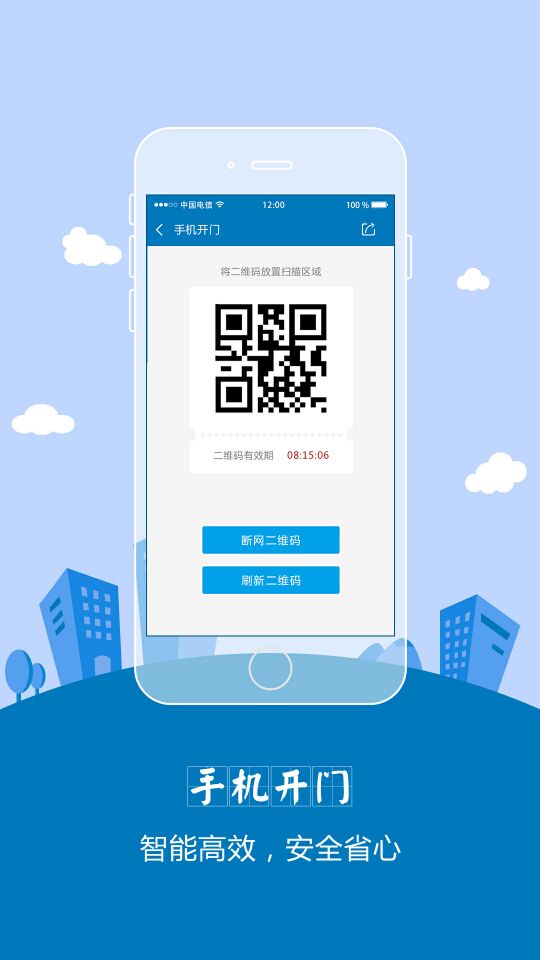 ●●●○○ 中国电信 12:00 100 %
手机开门
将二维码放置扫描区域
二维码有效期 08:15:06
断网二维码
刷新二维码
手机开门
智能高效，安全省心